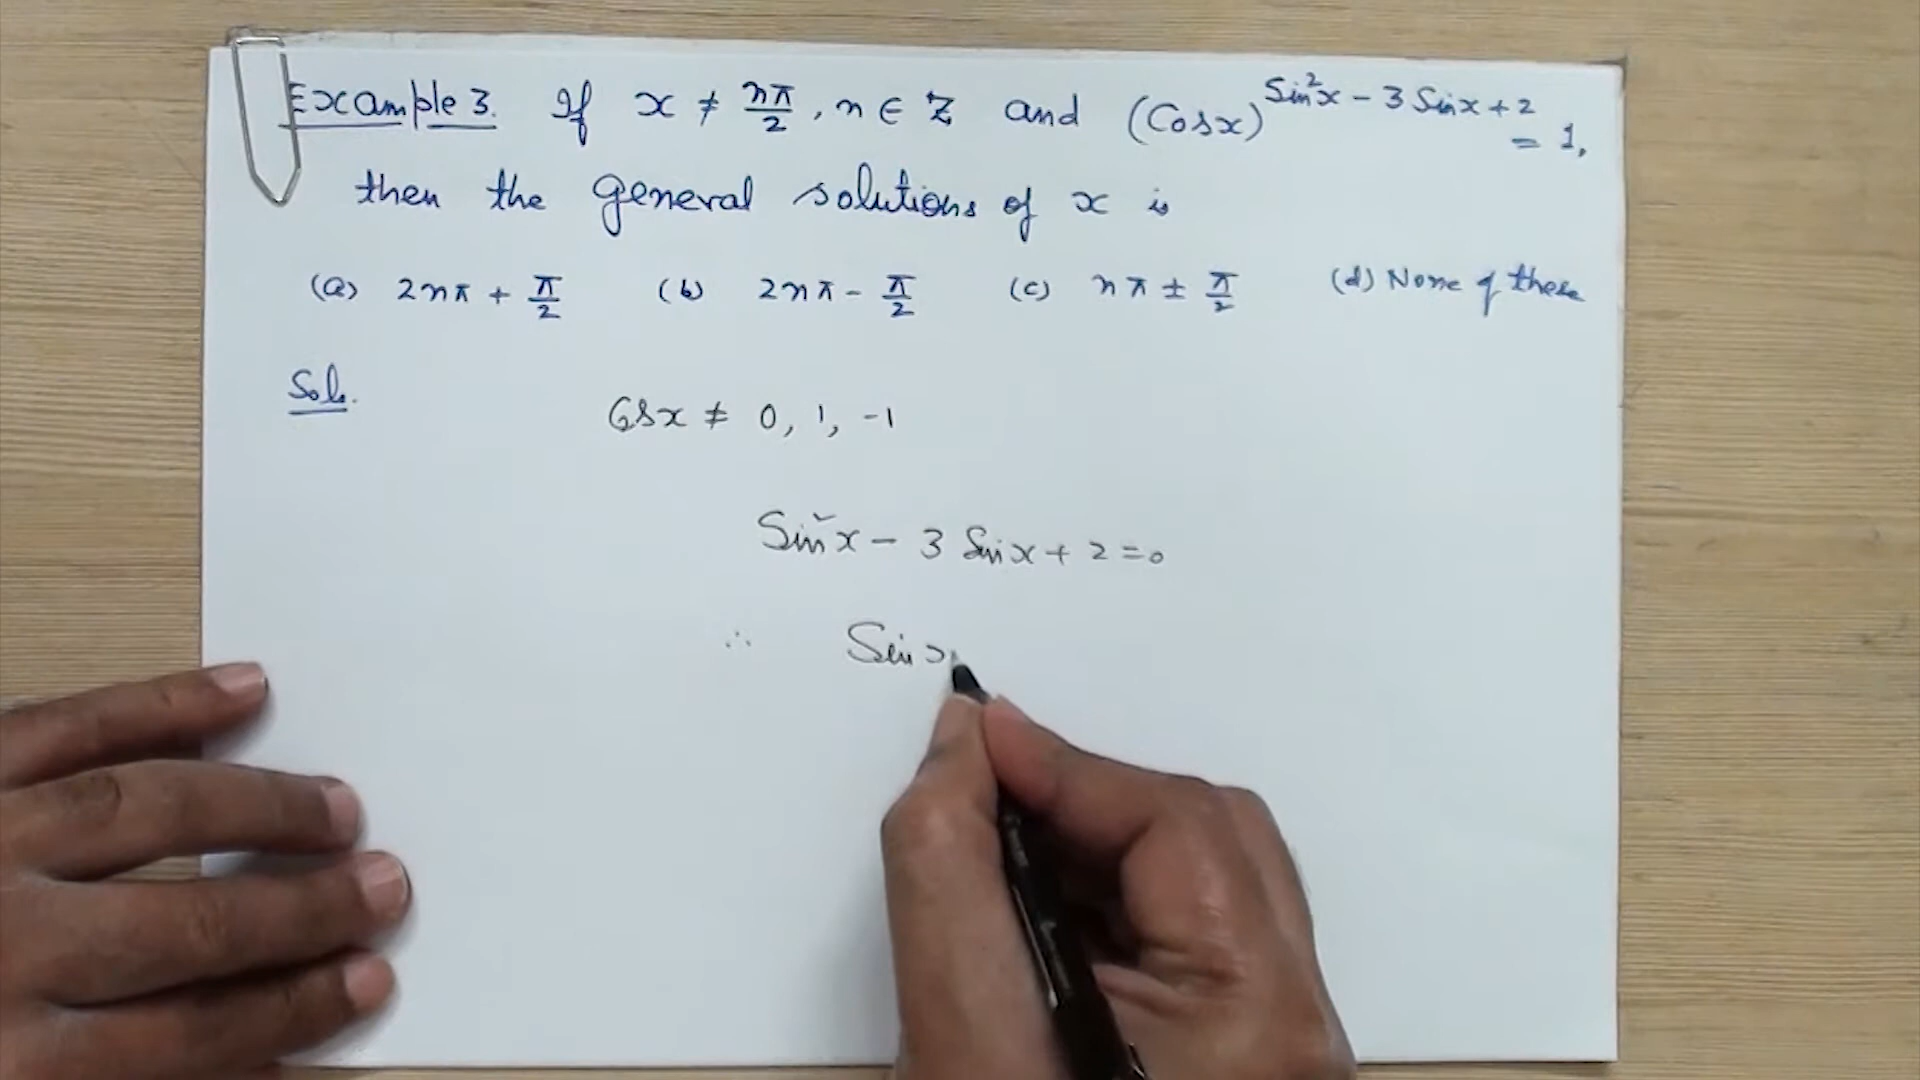 Example 3. If x ≠ nπ/2, n ∈ Z and (Cosx)^(Sin²x - 3 Sinx + 2) = 1,
then the general solutions of x is
(a) 2nπ + π/2 (b) 2nπ - π/2 (c) nπ ± π/2 (d) None of these
Soln.
Cosx ≠ 0, 1, -1
Sin²x - 3 Sinx + 2 = 0
∴ Sin x